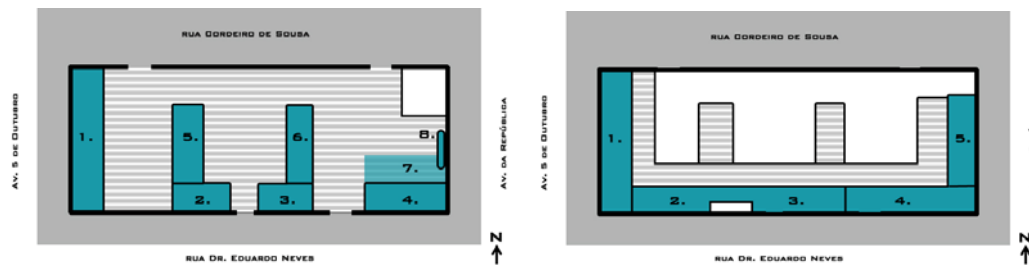 RUA CORDEIRO DE SOUSA
AV. 5 DE OUTUBRO
1.
5.
6.
8.
7.
2.
3.
4.
AV. DA REPÚBLICA
RUA DR. EDUARDO NEVES
N
RUA CORDEIRO DE SOUSA
AV. 5 DE OUTUBRO
1.
5.
2.
3.
4.
RUA DR. EDUARDO NEVES
N